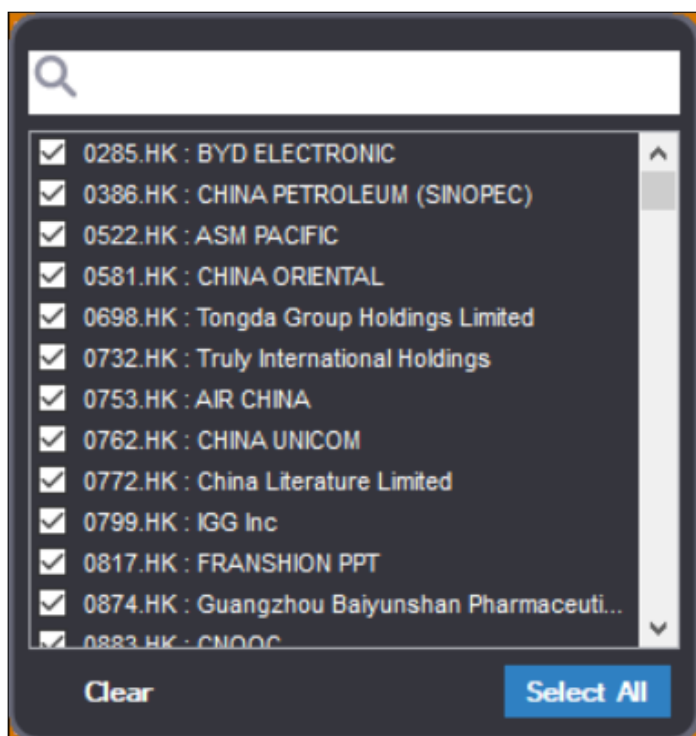 0285.HK : BYD ELECTRONIC
0386.HK : CHINA PETROLEUM (SINOPEC)
0522.HK : ASM PACIFIC
0581.HK : CHINA ORIENTAL
0698.HK : Tongda Group Holdings Limited
0732.HK : Truly International Holdings
0753.HK : AIR CHINA
0762.HK : CHINA UNICOM
0772.HK : China Literature Limited
0799.HK : IGG Inc
0817.HK : FRANSHION PPT
0874.HK : Guangzhou Baiyunshan Pharmaceuti...
0883.HK : CNOOC
Clear
Select All